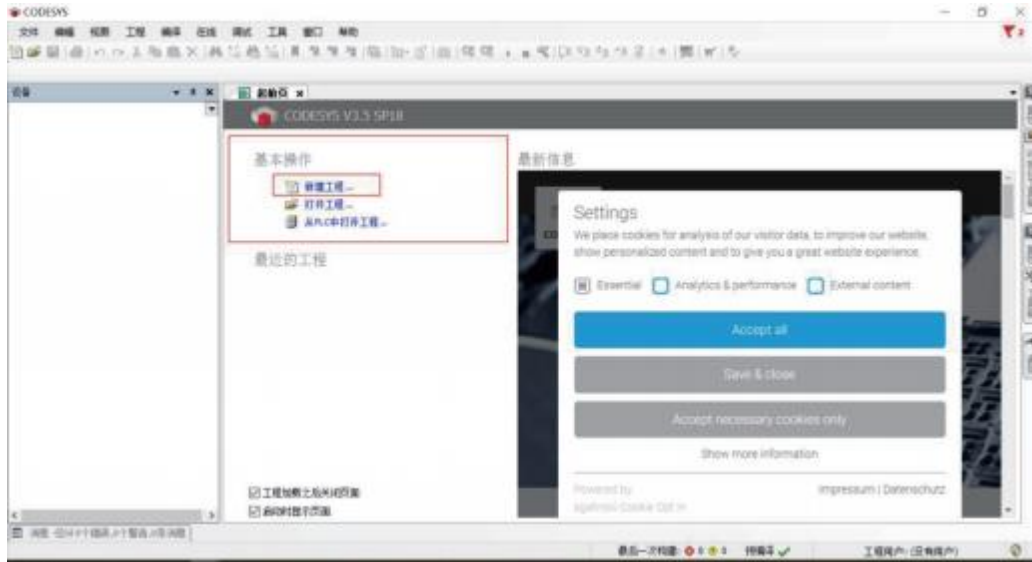 CODESYS
文件 编辑 视图 工程 编译 在线 调试 工具 窗口 帮助
设备
起始页
CODESYS V3.5 SP18
基本操作
新建工程...
打开工程...
从PLC中打开工程...
最近的工程
工程加载之后关闭页面
启动时显示页面
最新信息
Settings
We place cookies for analysis of our visitor data, to improve our website,
show personalized content and to give you a great website experience.
Essential Analytics & performance External content
Accept all
Save & close
Accept necessary cookies only
Show more information
Powered by
Impressum | Datenschutz
最后一次构建: 0 0 预编译
工程用户: (没有用户)